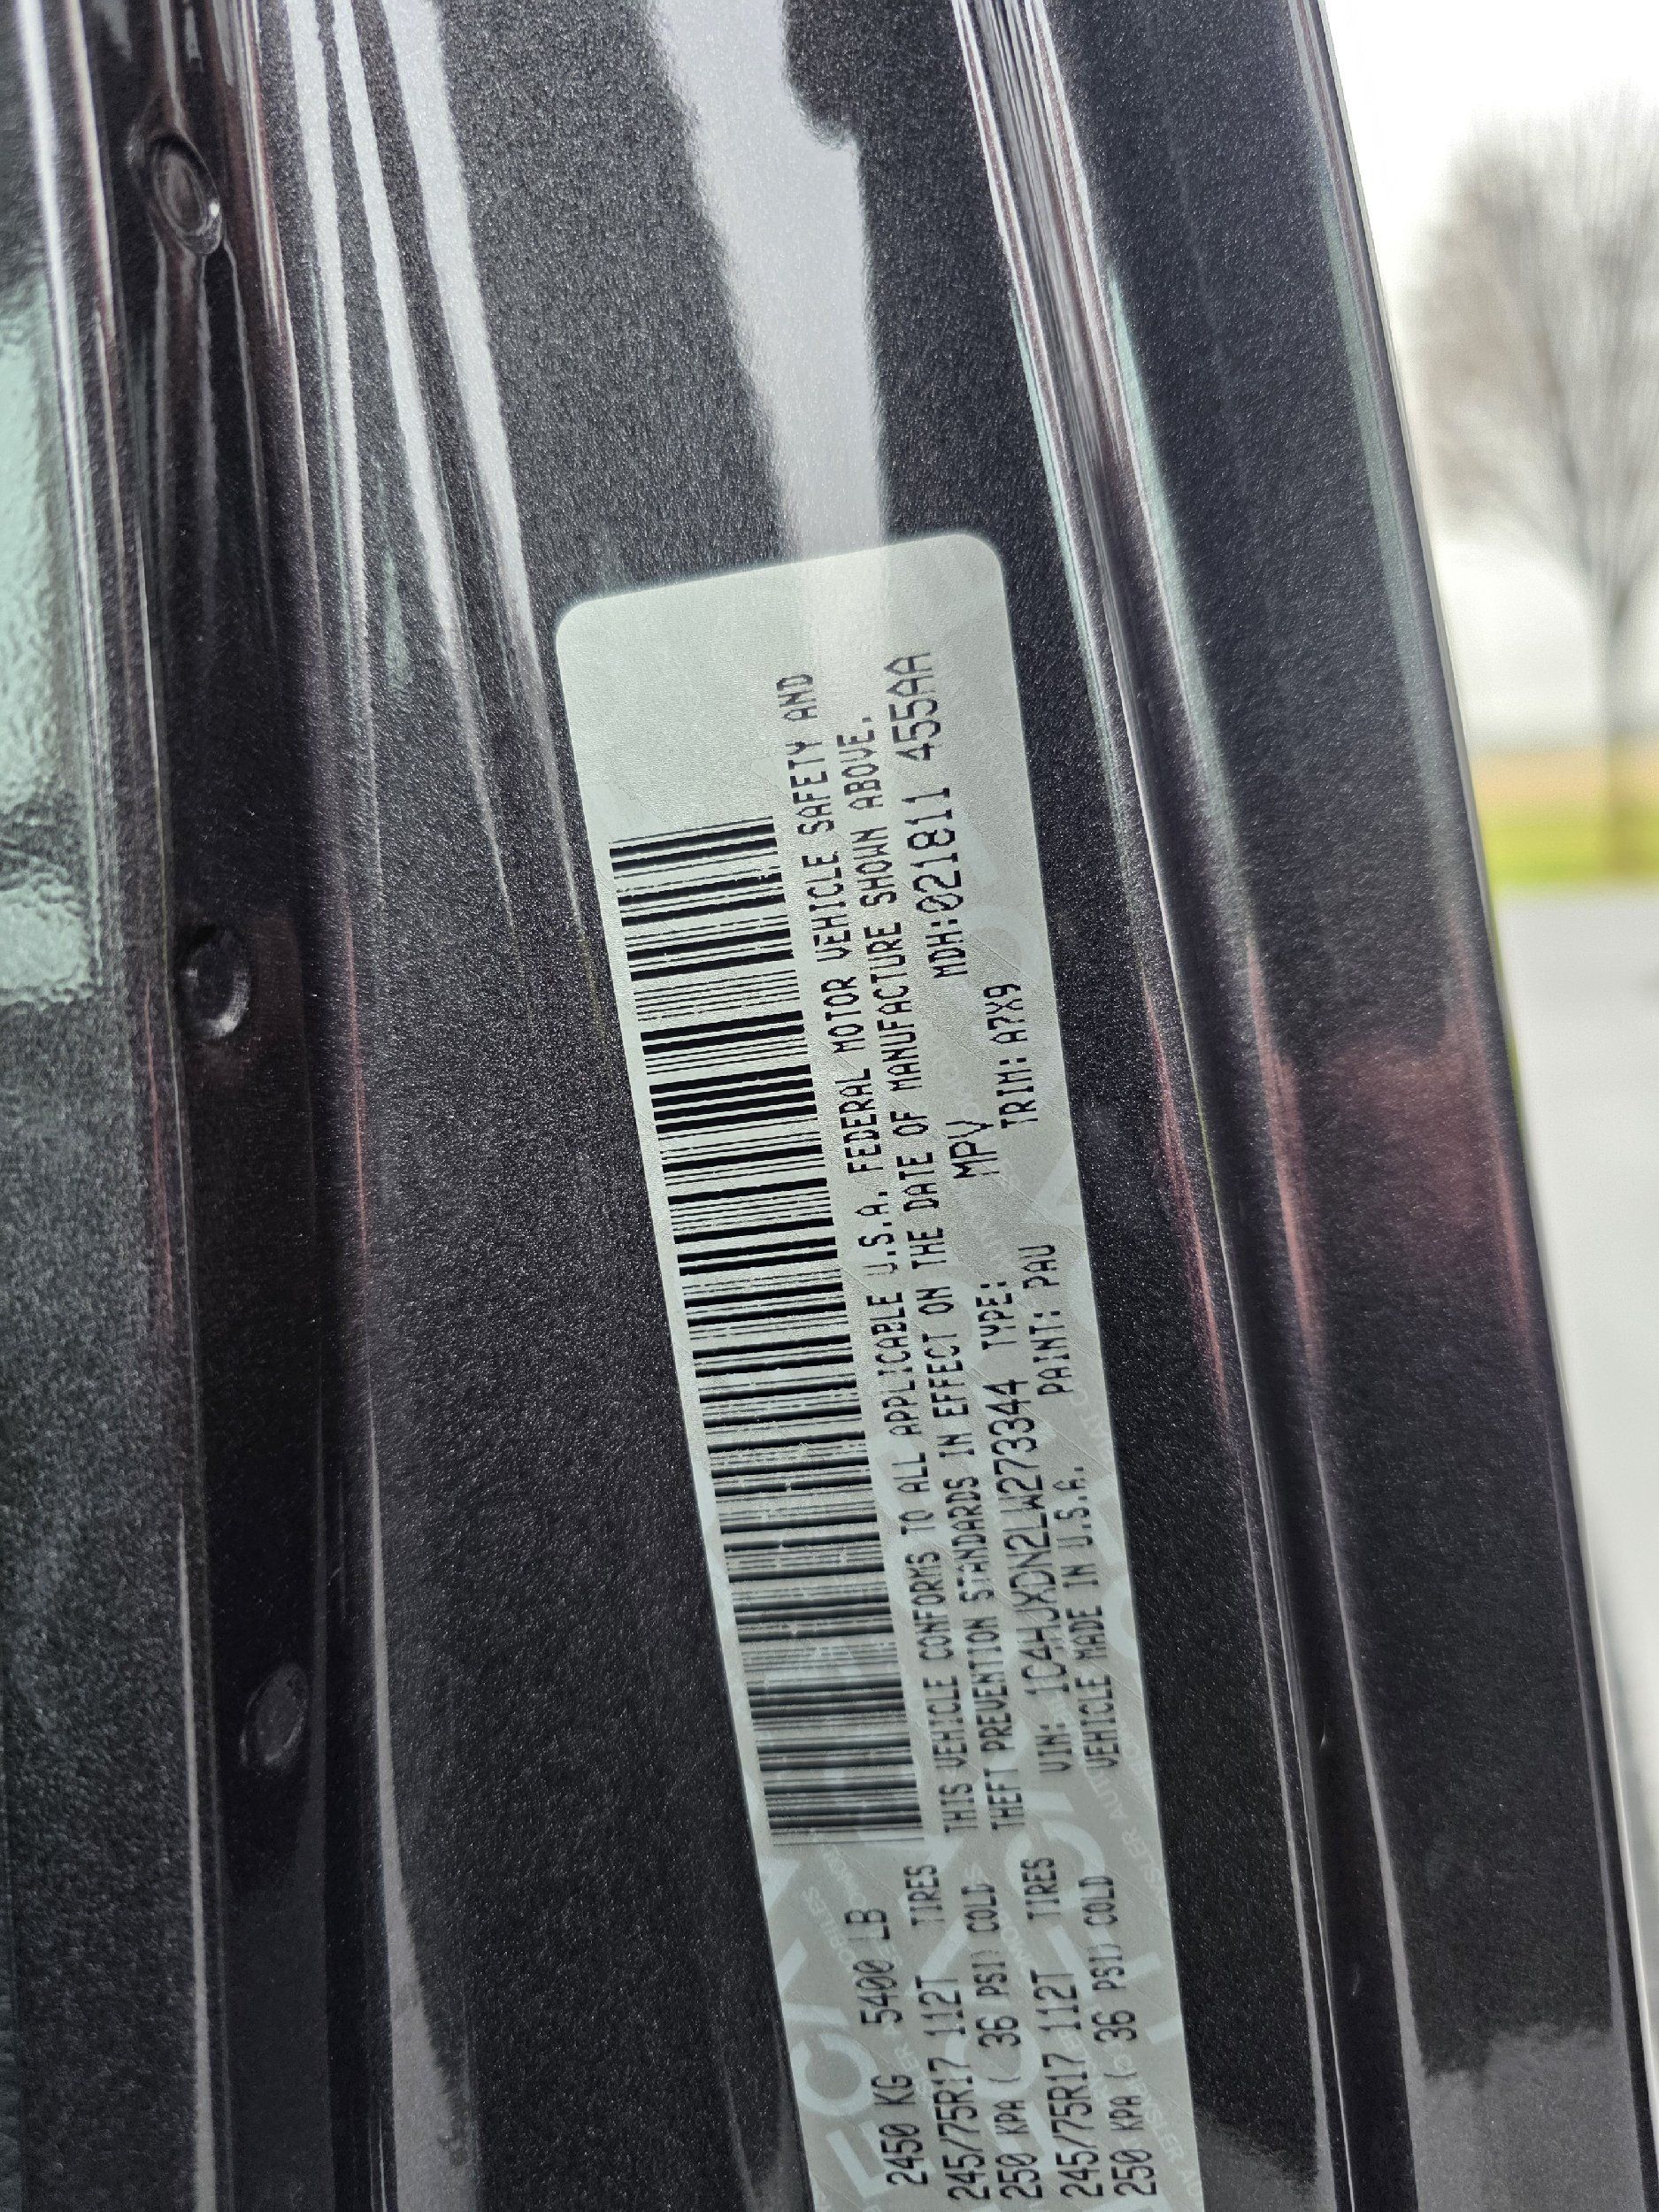 THIS VEHICLE CONFORMS TO ALL APPLICABLE U.S.A. FEDERAL MOTOR VEHICLE SAFETY AND
THEFT PREVENTION STANDARDS IN EFFECT ON THE DATE OF MANUFACTURE SHOWN ABOVE.
VIN: 1C4HJXDN2LW273344 TYPE: MPV MDH:021811 455AA
VEHICLE MADE IN U.S.A. PAINT: PAU TRIM: A7X9
2450 KG 5400 LB
245/75R17 112T TIRES
250 KPA ( 36 PSI) COLD
245/75R17 112T TIRES
250 KPA ( 36 PSI) COLD